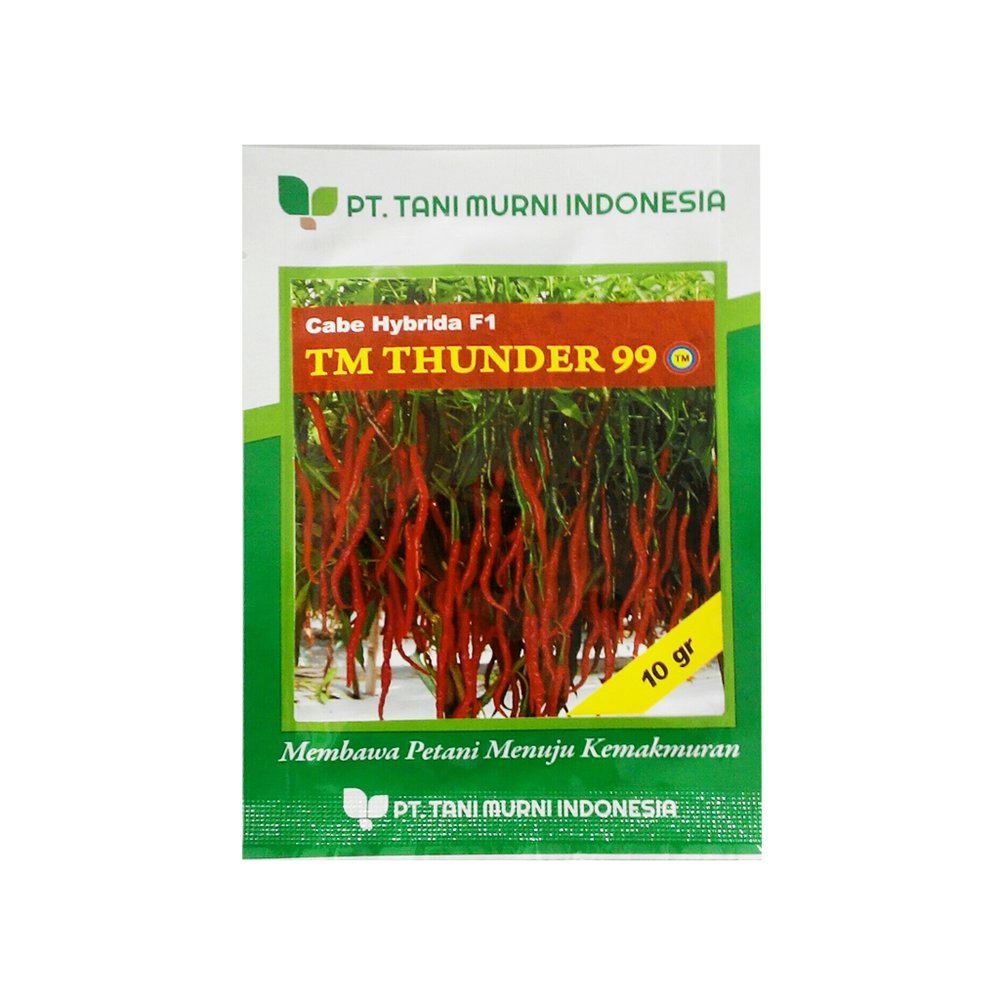 PT. TANI MURNI INDONESIA
Cabe Hybrida F1
TM THUNDER 99 TM
10 gr
Membawa Petani Menuju Kemakmuran
PT. TANI MURNI INDONESIA